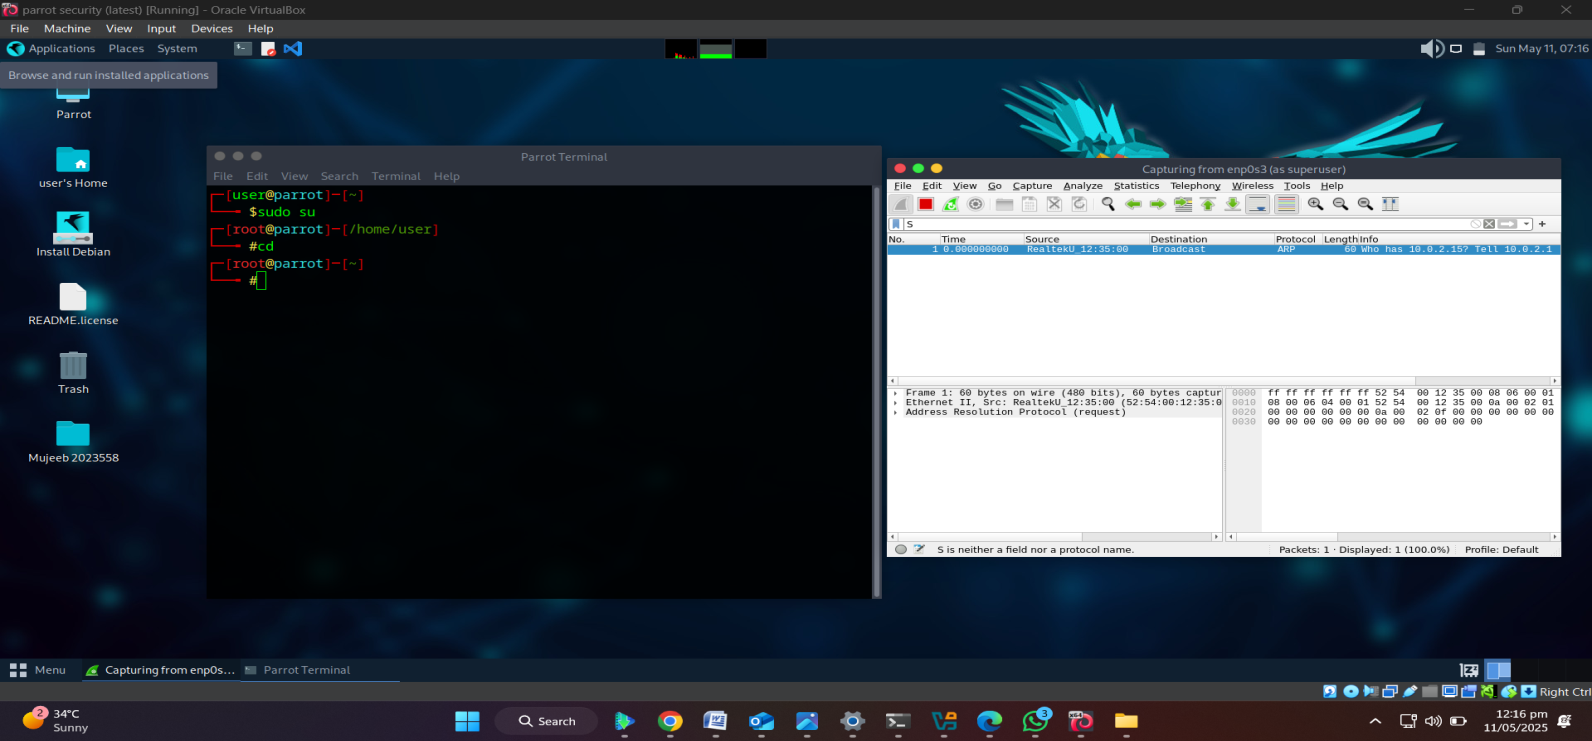 parrot security (latest) [Running] - Oracle VirtualBox
File Machine View Input Devices Help
Applications Places System
Sun May 11, 07:16
Browse and run installed applications
Parrot
user's Home
Install Debian
README.license
Trash
Mujeeb 2023558
Parrot Terminal
File Edit View Search Terminal Help
[user@parrot]-[~]
$sudo su
[root@parrot]-[/home/user]
#cd
[root@parrot]-[~]
#
Capturing from enp0s3 (as superuser)
File Edit View Go Capture Analyze Statistics Telephony Wireless Tools Help
S
No. Time Source Destination Protocol Length Info
1 0.000000000 RealtekU_12:35:00 Broadcast ARP 60 Who has 10.0.2.15? Tell 10.0.2.1
Frame 1: 60 bytes on wire (480 bits), 60 bytes captur
Ethernet II, Src: RealtekU_12:35:00 (52:54:00:12:35:0
Address Resolution Protocol (request)
0000 ff ff ff ff ff ff 52 54 00 12 35 00 08 06 00 01
0010 08 00 06 04 00 01 52 54 00 12 35 00 0a 00 02 01
0020 00 00 00 00 00 00 0a 00 02 0f 00 00 00 00 00 00
0030 00 00 00 00 00 00 00 00 00 00 00 00
S is neither a field nor a protocol name.
Packets: 1 · Displayed: 1 (100.0%) Profile: Default
Menu Capturing from enp0s... Parrot Terminal
Right Ctrl
2
34°C
Sunny
Search
3
12:16 pm
11/05/2025